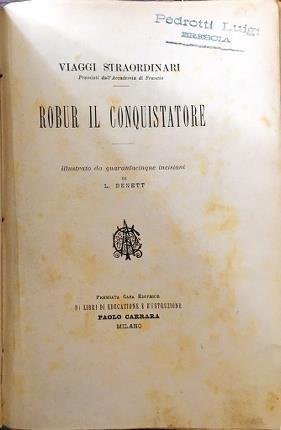 Pedrotti Luigi
BRESCIA
VIAGGI STRAORDINARI
Premiati dall'Accademia di Francia
ROBUR IL CONQUISTATORE
illustrato da quarantacinque incisioni
DI
L. BENETT
PREMIATA CASA EDITRICE
DI LIBRI DI EDUCAZIONE E D'ISTRUZIONE
PAOLO CARRARA
MILANO